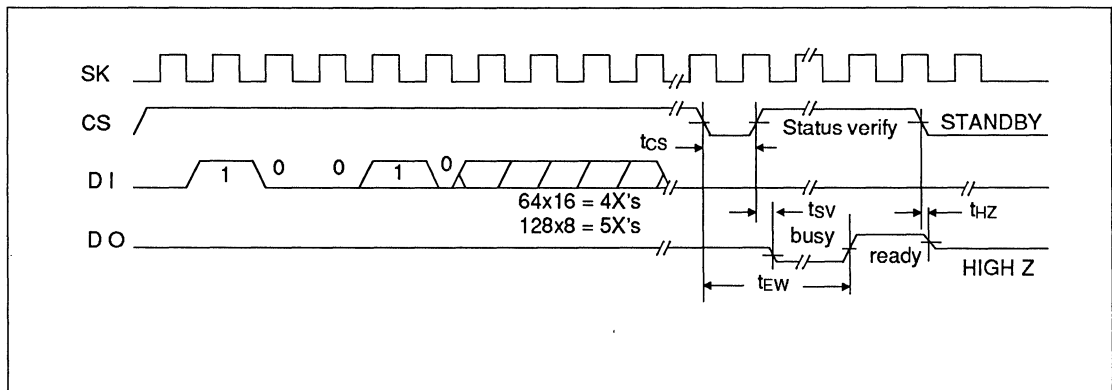 SK
CS
Status verify
STANDBY
tCS
DI
1 0 0 1 0
64x16 = 4X's
128x8 = 5X's
tSV
tHZ
DO
busy
ready
HIGH Z
tEW